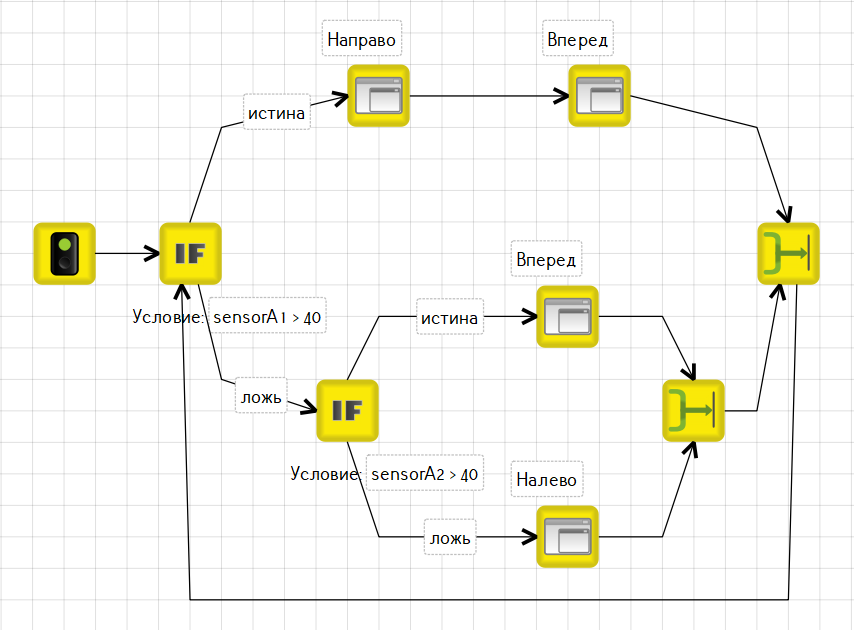 Направо
Вперед
истина
IF
Условие: sensorA1 > 40
Вперед
истина
ложь
IF
Условие: sensorA2 > 40
Налево
ложь